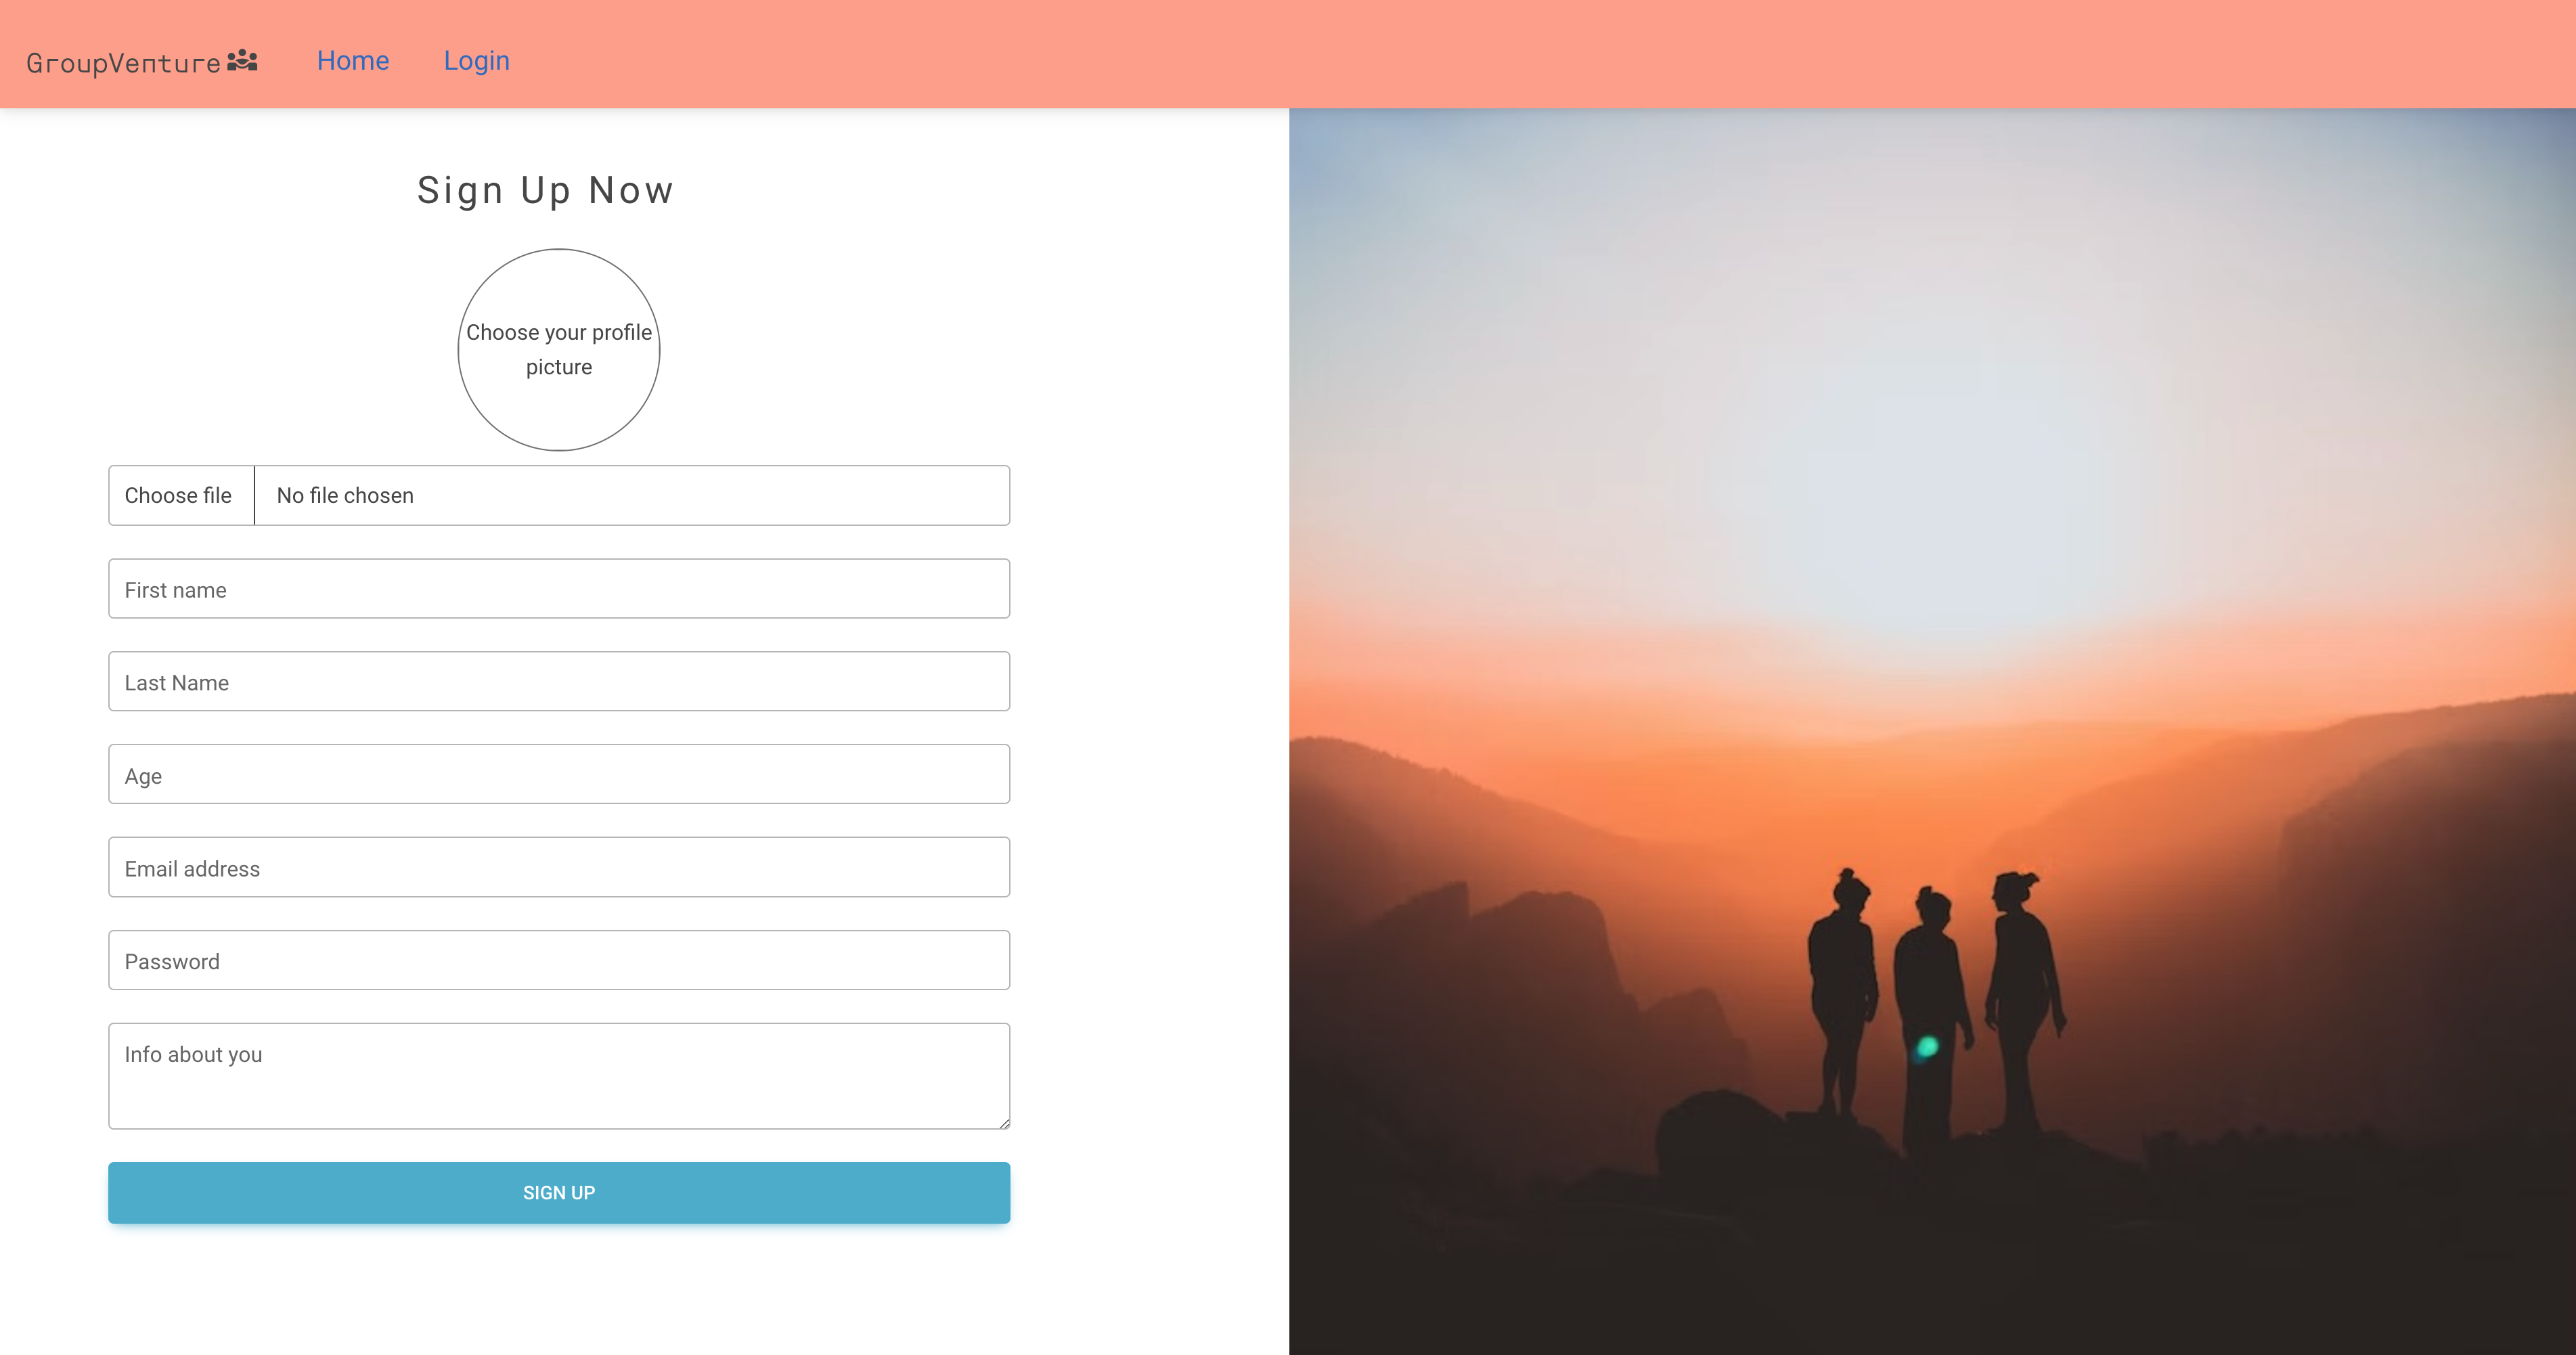 GroupVenture
Home
Login
Sign Up Now
Choose your profile
picture
Choose file
No file chosen
First name
Last Name
Age
Email address
Password
Info about you
SIGN UP